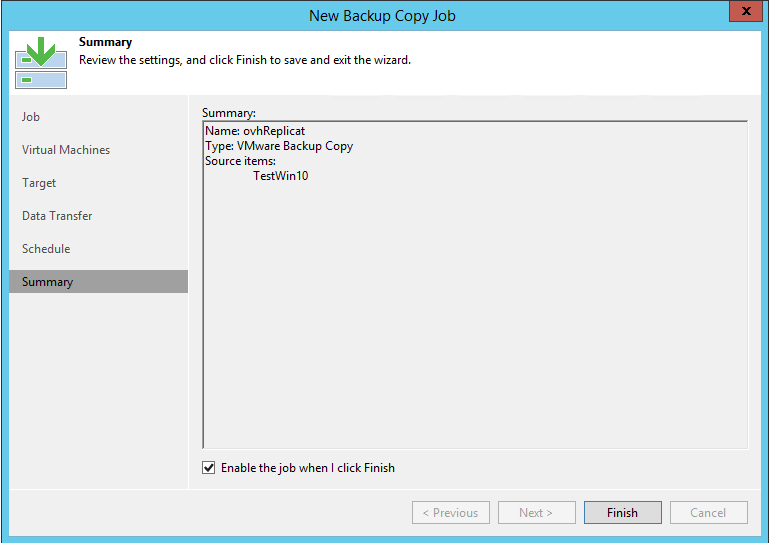 New Backup Copy Job
x
Summary
Review the settings, and click Finish to save and exit the wizard.
Job
Virtual Machines
Target
Data Transfer
Schedule
Summary
Summary:
Name: ovhReplicat
Type: VMware Backup Copy
Source items:
TestWin10
Enable the job when I click Finish
< Previous
Next >
Finish
Cancel